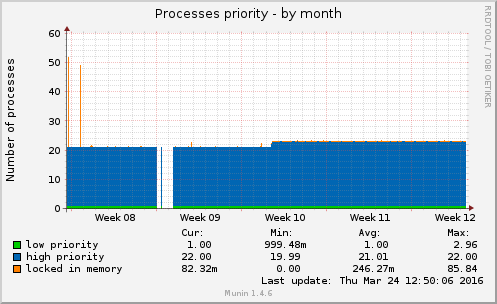 Processes priority - by month
RRDTOOL / TOBI OETIKER
Number of processes
60
50
40
30
20
10
0
Week 08 Week 09 Week 10 Week 11 Week 12
Cur: Min: Avg: Max:
low priority 1.00 999.48m 1.00 2.96
high priority 22.00 19.99 21.01 22.00
locked in memory 82.32m 0.00 246.27m 85.84
Last update: Thu Mar 24 12:50:06 2016
Munin 1.4.6